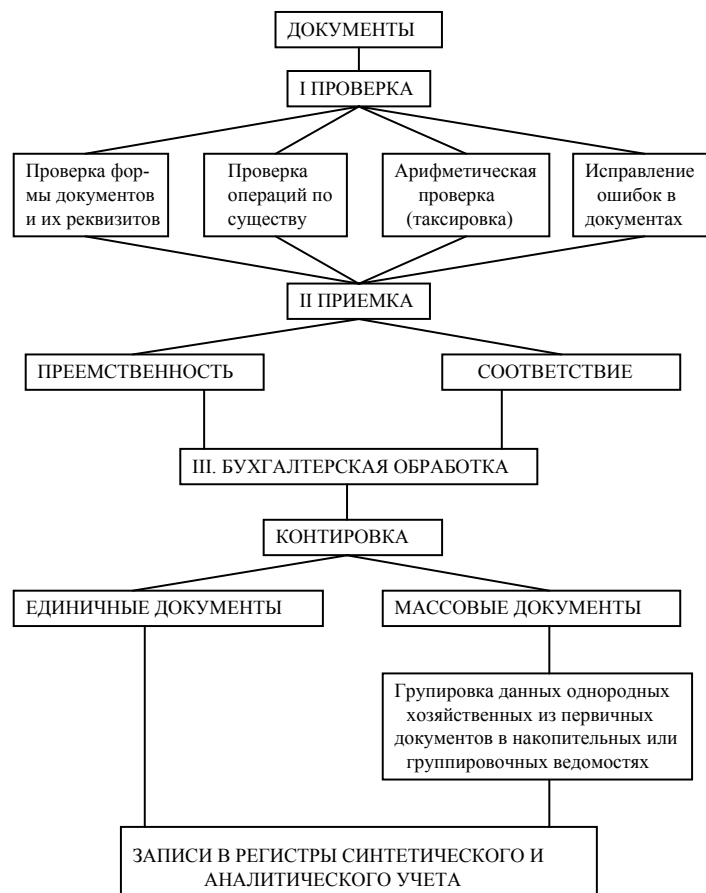 ДОКУМЕНТЫ
I ПРОВЕРКА
Проверка фор-
мы документов
и их реквизитов
Проверка
операций по
существу
Арифметическая
проверка
(таксировка)
Исправление
ошибок в
документах
II ПРИЕМКА
ПРЕЕМСТВЕННОСТЬ
СООТВЕТСТВИЕ
III. БУХГАЛТЕРСКАЯ ОБРАБОТКА
КОНТИРОВКА
ЕДИНИЧНЫЕ ДОКУМЕНТЫ
МАССОВЫЕ ДОКУМЕНТЫ
Групировка данных однородных
хозяйственных из первичных
документов в накопительных или
группировочных ведомостях
ЗАПИСИ В РЕГИСТРЫ СИНТЕТИЧЕСКОГО И
АНАЛИТИЧЕСКОГО УЧЕТА